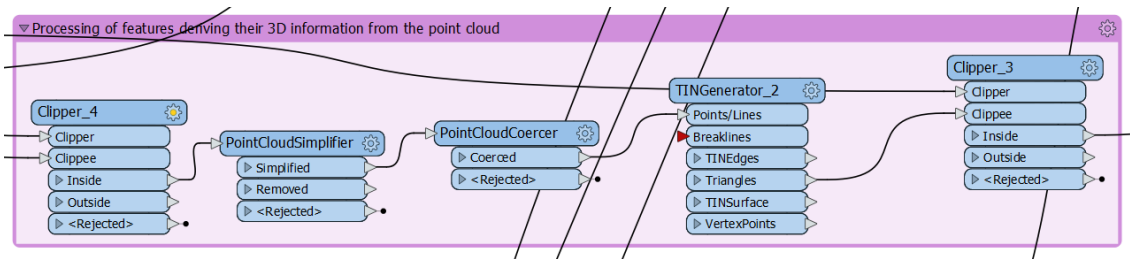 Processing of features deriving their 3D information from the point cloud
Clipper_4
Clipper
Clippee
Inside
Outside
<Rejected>
PointCloudSimplifier
Simplified
Removed
<Rejected>
PointCloudCoercer
Coerced
<Rejected>
TINGenerator_2
Points/Lines
Breaklines
TINEdges
Triangles
TINSurface
VertexPoints
Clipper_3
Clipper
Clippee
Inside
Outside
<Rejected>